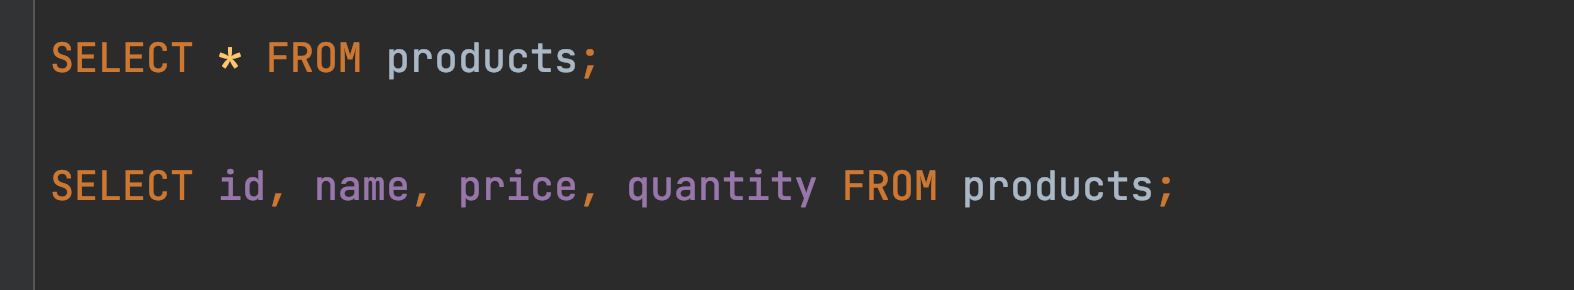 SELECT * FROM products;
SELECT id, name, price, quantity FROM products;